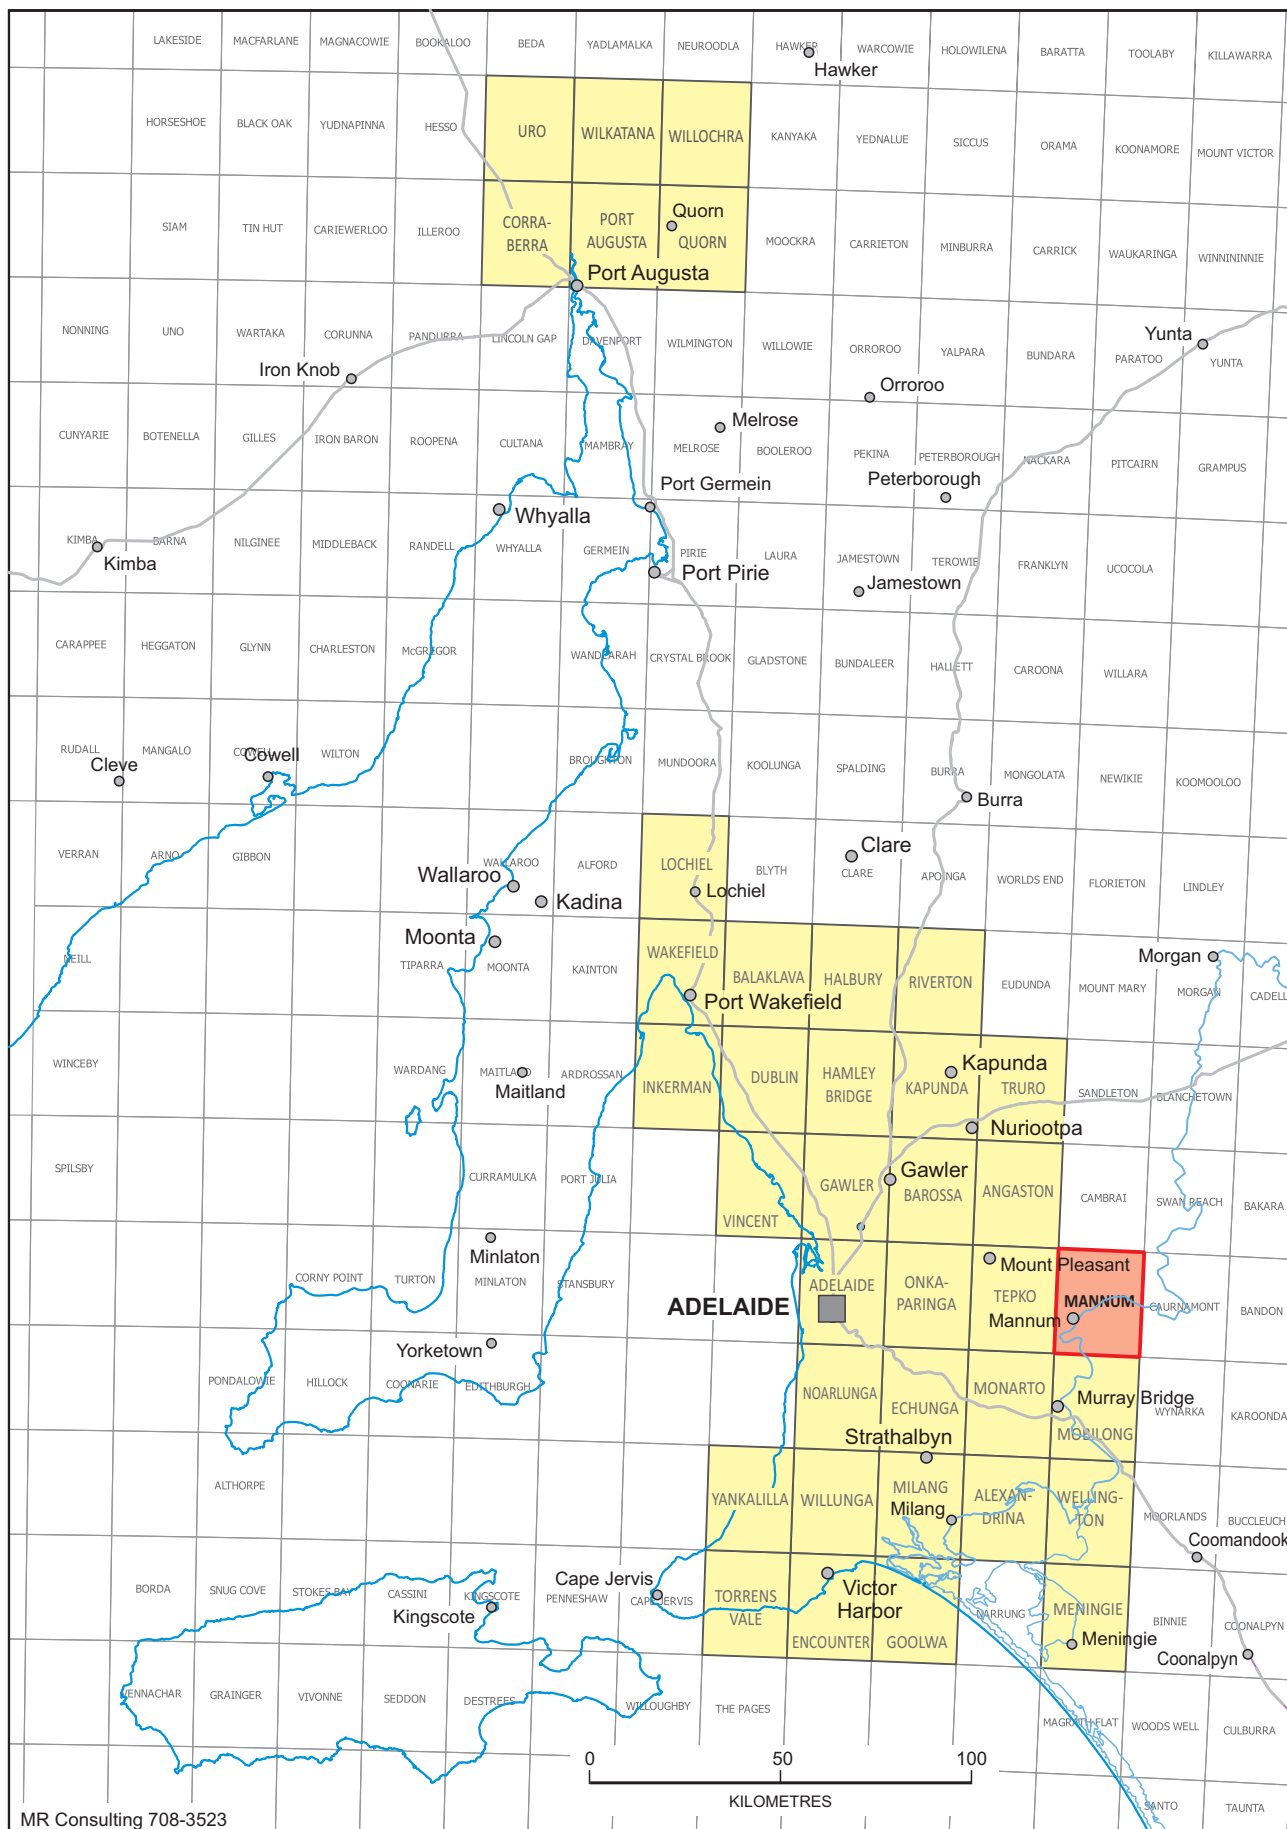 LAKESIDE MACFARLANE MAGNACOWIE BOOKALOO BEDA YADLAMALKA NEUROODLA HAWKER WARCOWIE HOLOWILENA BARATTA TOOLABY KILLAWARRA
Hawker
HORSESHOE BLACK OAK YUDNAPINNA HESSO URO WILKATANA WILLOCHRA KANYAKA YEDNALUE SICCUS ORAMA KOONAMORE MOUNT VICTOR
Quorn
SIAM TIN HUT CARIEWERLOO ILLEROO CORRA-
BERRA
PORT
AUGUSTA
QUORN MOOCKRA CARRIETON MINBURRA CARRICK WAUKARINGA WINNININNIE
Port Augusta
NONNING UNO WARTAKA CORUNNA PANDURRA LINCOLN GAP DAVENPORT WILMINGTON WILLOWIE ORROROO YALPARA BUNDARA PARATOO YUNTA
Yunta
Iron Knob
Orroroo
Melrose
CUNYARIE BOTENELLA GILLES IRON BARON ROOPENA CULTANA MAMBRAY MELROSE BOOLEROO PEKINA PETERBOROUGH NACKARA PITCAIRN GRAMPUS
Peterborough
Port Germein
Whyalla
KIMBA BARNA NILGINEE MIDDLEBACK RANDELL WHYALLA GERMEIN PIRIE LAURA JAMESTOWN TEROWIE FRANKLYN UCOCOLA
Kimba
Port Pirie
Jamestown
CARAPPEE HEGGATON GLYNN CHARLESTON McGREGOR WANDEARAH CRYSTAL BROOK GLADSTONE BUNDALEER HALLETT CAROONA WILLARA
RUDALL MANGALO COWELL WILTON BROUGHTON MUNDOORA KOOLUNGA SPALDING BURRA MONGOLATA NEWIKIE KOOMOOLOO
Cleve
Cowell
Burra
VERRAN ARNO GIBBON WALLAROO ALFORD LOCHIEL BLYTH CLARE APOINGA WORLDS END FLORIETON LINDLEY
Clare
Wallaroo
Lochiel
Kadina
Moonta
Morgan
NEILL TIPARRA MOONTA KAINTON WAKEFIELD BALAKLAVA HALBURY RIVERTON EUDUNDA MOUNT MARY MORGAN CADELL
Port Wakefield
WINCEBY WARDANG MAITLAND ARDROSSAN INKERMAN DUBLIN HAMLEY
BRIDGE
KAPUNDA TRURO SANDLETON BLANCHETOWN
Kapunda
Maitland
Nuriootpa
SPILSBY CURRAMULKA PORT JULIA VINCENT GAWLER BAROSSA ANGASTON CAMBRAI SWAN REACH BAKARA
Gawler
Minlaton
Mount Pleasant
CORNY POINT TURTON MINLATON STANSBURY ADELAIDE ONKA-
PARINGA
TEPKO MANNUM CAURNAMONT BANDON
ADELAIDE
Mannum
Yorketown
PONDALOWIE HILLOCK COONARIE EDITHBURGH NOARLUNGA ECHUNGA MONARTO MOBILONG WYNARKA KAROONDA
Murray Bridge
Strathalbyn
ALTHORPE YANKALILLA WILLUNGA MILANG ALEXAN-
DRINA
WELLING-
TON
MOORLANDS BUCCLEUCH
Milang
Coomandook
Cape Jervis
BORDA SNUG COVE STOKES BAY CASSINI KINGSCOTE PENNESHAW CAPE JERVIS TORRENS
VALE
ENCOUNTER GOOLWA NARRUNG MENINGIE BINNIE COONALPYN
Victor
Harbor
Kingscote
Meningie
Coonalpyn
VENNACHAR GRAINGER VIVONNE SEDDON DESTREES WILLOUGHBY THE PAGES MAGRATH FLAT WOODS WELL CULBURRA
0 50 100
KILOMETRES
SANTO TAUNTA
MR Consulting 708-3523